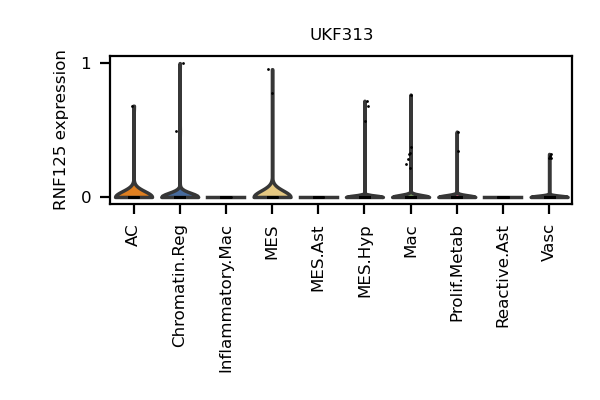 UKF313
RNF125 expression
1
0
AC
Chromatin.Reg
Inflammatory.Mac
MES
MES.Ast
MES.Hyp
Mac
Prolif.Metab
Reactive.Ast
Vasc